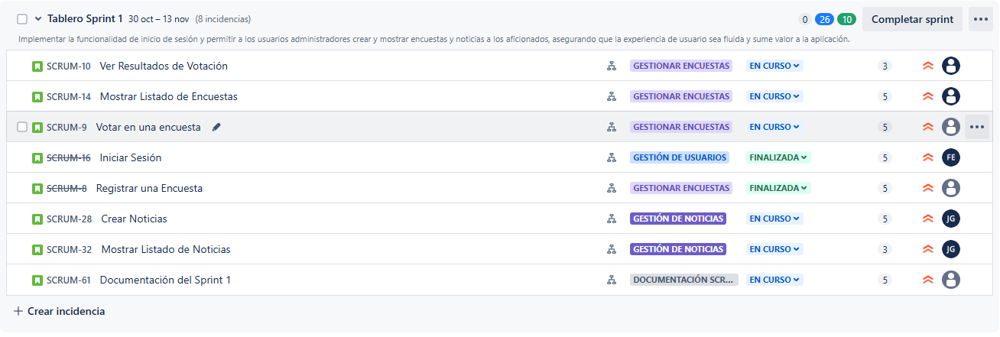 Tablero Sprint 1 30 oct – 13 nov (8 incidencias) 0 26 10 Completar sprint
Implementar la funcionalidad de inicio de sesión y permitir a los usuarios administradores crear y mostrar encuestas y noticias a los aficionados, asegurando que la experiencia de usuario sea fluida y sume valor a la aplicación.
SCRUM-10 Ver Resultados de Votación GESTIONAR ENCUESTAS EN CURSO 3
SCRUM-14 Mostrar Listado de Encuestas GESTIONAR ENCUESTAS EN CURSO 5
SCRUM-9 Votar en una encuesta GESTIONAR ENCUESTAS EN CURSO 5
SCRUM-16 Iniciar Sesión GESTIÓN DE USUARIOS FINALIZADA 5 FE
SCRUM-8 Registrar una Encuesta GESTIONAR ENCUESTAS FINALIZADA 5
SCRUM-28 Crear Noticias GESTIÓN DE NOTICIAS EN CURSO 5 JG
SCRUM-32 Mostrar Listado de Noticias GESTIÓN DE NOTICIAS EN CURSO 3 JG
SCRUM-61 Documentación del Sprint 1 DOCUMENTACIÓN SCR... EN CURSO 5
Crear incidencia